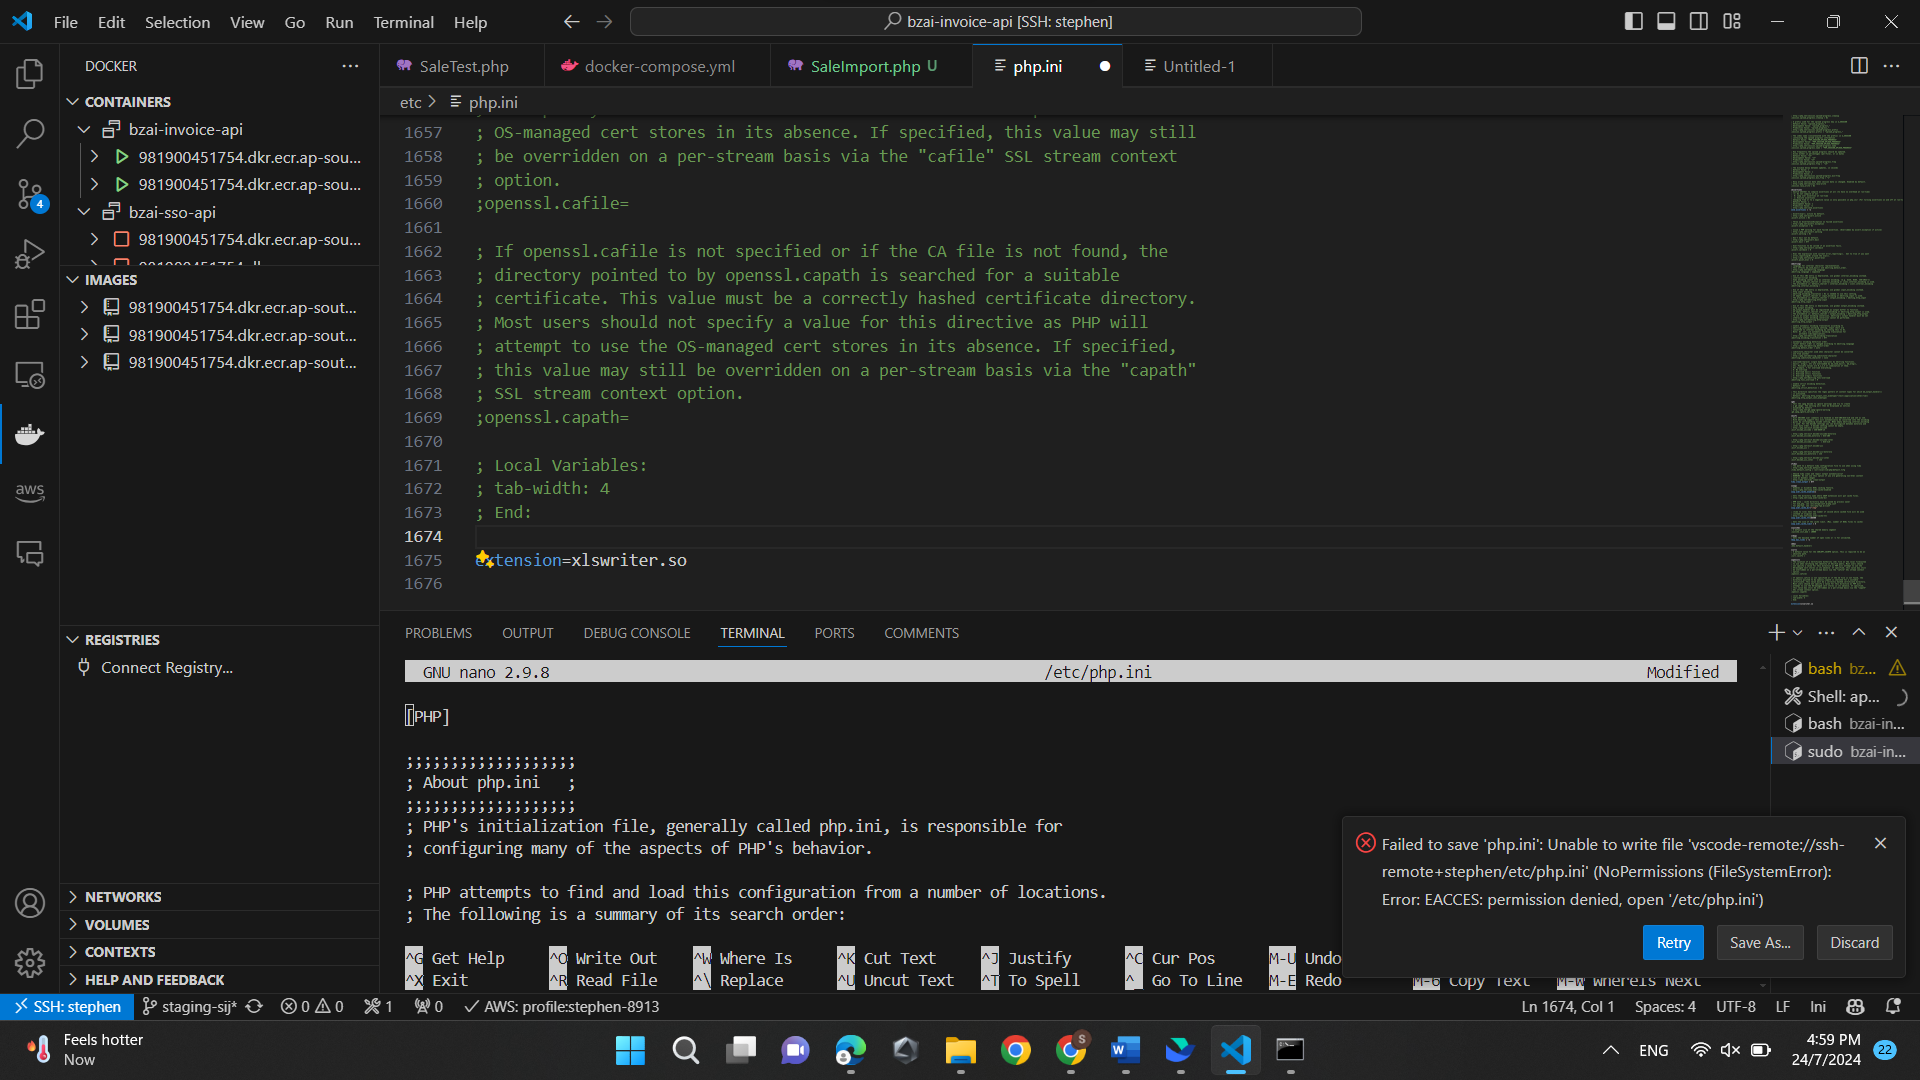 File Edit Selection View Go Run Terminal Help
bzai-invoice-api [SSH: stephen]
DOCKER
CONTAINERS
bzai-invoice-api
981900451754.dkr.ecr.ap-sou...
981900451754.dkr.ecr.ap-sou...
bzai-sso-api
981900451754.dkr.ecr.ap-sou...
IMAGES
981900451754.dkr.ecr.ap-sout...
981900451754.dkr.ecr.ap-sout...
981900451754.dkr.ecr.ap-sout...
REGISTRIES
Connect Registry...
NETWORKS
VOLUMES
CONTEXTS
HELP AND FEEDBACK
4
aws
SaleTest.php docker-compose.yml SaleImport.php U php.ini Untitled-1
etc > php.ini
1657 ; OS-managed cert stores in its absence. If specified, this value may still
1658 ; be overridden on a per-stream basis via the "cafile" SSL stream context
1659 ; option.
1660 ;openssl.cafile=
1661
1662 ; If openssl.cafile is not specified or if the CA file is not found, the
1663 ; directory pointed to by openssl.capath is searched for a suitable
1664 ; certificate. This value must be a correctly hashed certificate directory.
1665 ; Most users should not specify a value for this directive as PHP will
1666 ; attempt to use the OS-managed cert stores in its absence. If specified,
1667 ; this value may still be overridden on a per-stream basis via the "capath"
1668 ; SSL stream context option.
1669 ;openssl.capath=
1670
1671 ; Local Variables:
1672 ; tab-width: 4
1673 ; End:
1674
1675 extension=xlswriter.so
1676
PROBLEMS OUTPUT DEBUG CONSOLE TERMINAL PORTS COMMENTS
GNU nano 2.9.8 /etc/php.ini Modified
[PHP]
;;;;;;;;;;;;;;;;;;;
; About php.ini   ;
;;;;;;;;;;;;;;;;;;;
; PHP's initialization file, generally called php.ini, is responsible for
; configuring many of the aspects of PHP's behavior.
; PHP attempts to find and load this configuration from a number of locations.
; The following is a summary of its search order:
^G Get Help ^O Write Out ^W Where Is ^K Cut Text ^J Justify ^C Cur Pos M-U Undo
^X Exit ^R Read File ^\ Replace ^U Uncut Text ^T To Spell ^_ Go To Line M-E Redo M-6 Copy Text M-W WhereIs Next
bash bz...
Shell: ap...
bash bzai-in...
sudo bzai-in...
Failed to save 'php.ini': Unable to write file 'vscode-remote://ssh-
remote+stephen/etc/php.ini' (NoPermissions (FileSystemError):
Error: EACCES: permission denied, open '/etc/php.ini')
Retry Save As... Discard
SSH: stephen staging-sij* 0 0 1 0 AWS: profile:stephen-8913 Ln 1674, Col 1 Spaces: 4 UTF-8 LF Ini
Feels hotter
Now
S
ENG
4:59 PM
24/7/2024
22